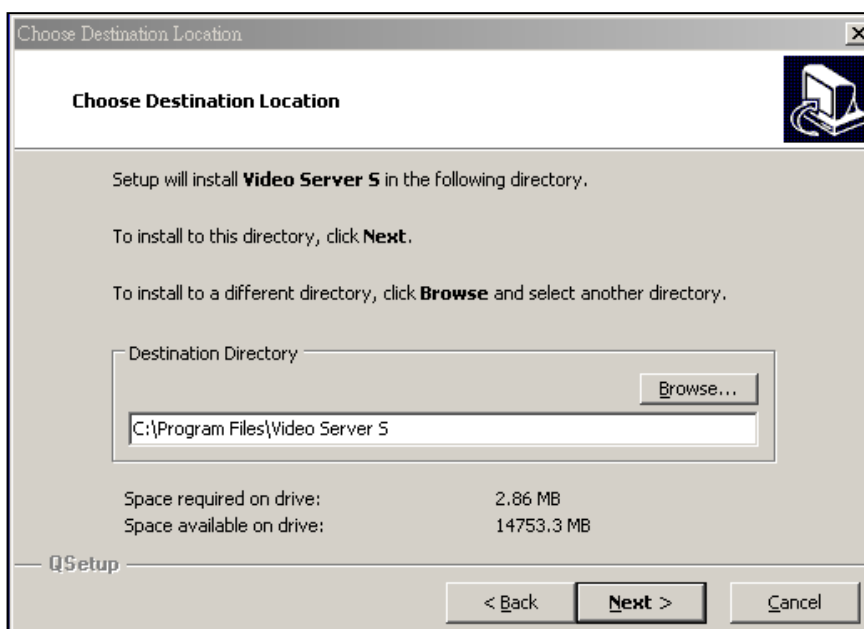 Choose Destination Location
Choose Destination Location
Setup will install Video Server S in the following directory.
To install to this directory, click Next.
To install to a different directory, click Browse and select another directory.
Destination Directory
Browse...
C:\Program Files\Video Server S
Space required on drive: 2.86 MB
Space available on drive: 14753.3 MB
QSetup
< Back Next > Cancel